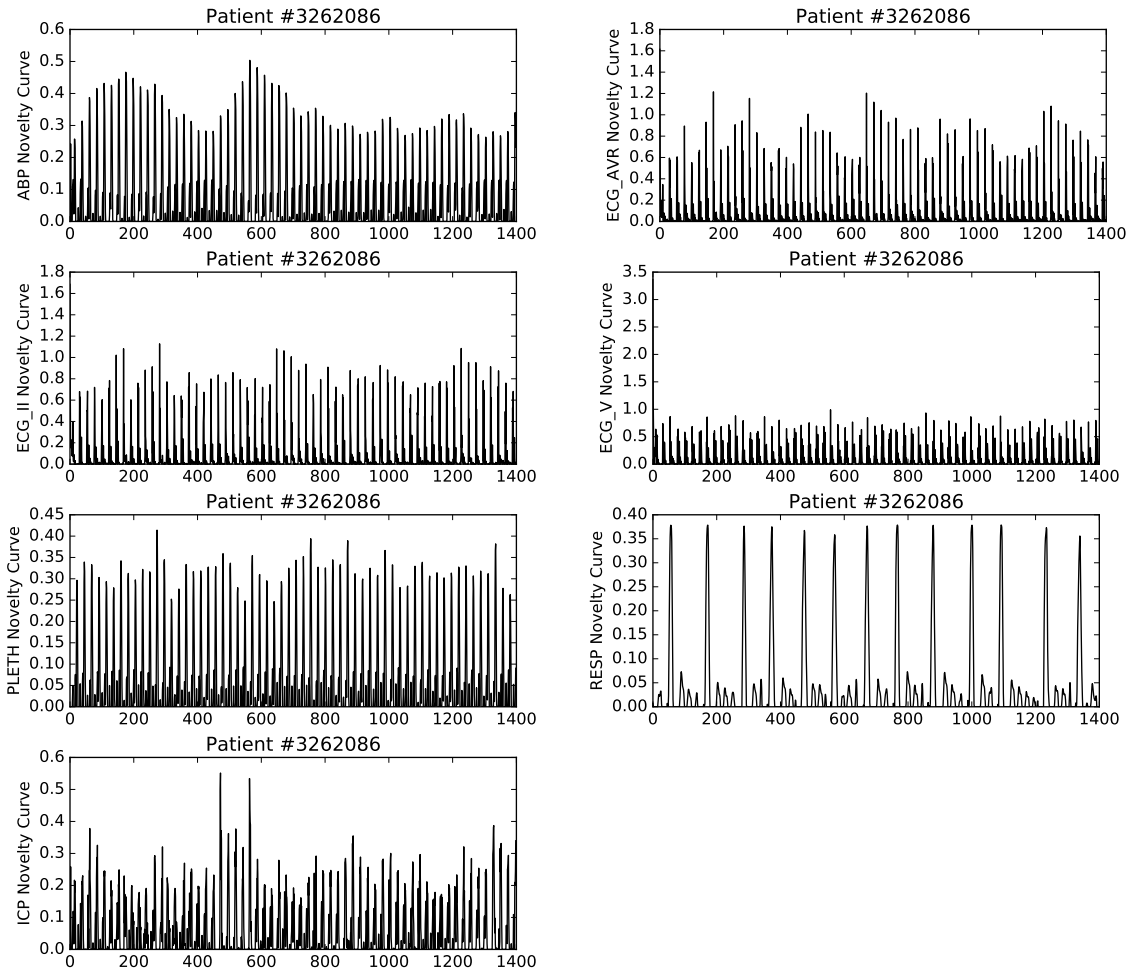 Patient #3262086
ABP Novelty Curve
0.6
0.5
0.4
0.3
0.2
0.1
0.0
0 200 400 600 800 1000 1200 1400
Patient #3262086
ECG_AVR Novelty Curve
1.8
1.6
1.4
1.2
1.0
0.8
0.6
0.4
0.2
0.0
0 200 400 600 800 1000 1200 1400
Patient #3262086
ECG_II Novelty Curve
1.8
1.6
1.4
1.2
1.0
0.8
0.6
0.4
0.2
0.0
0 200 400 600 800 1000 1200 1400
Patient #3262086
ECG_V Novelty Curve
3.5
3.0
2.5
2.0
1.5
1.0
0.5
0.0
0 200 400 600 800 1000 1200 1400
Patient #3262086
PLETH Novelty Curve
0.45
0.40
0.35
0.30
0.25
0.20
0.15
0.10
0.05
0.00
0 200 400 600 800 1000 1200 1400
Patient #3262086
RESP Novelty Curve
0.40
0.35
0.30
0.25
0.20
0.15
0.10
0.05
0.00
0 200 400 600 800 1000 1200 1400
Patient #3262086
ICP Novelty Curve
0.6
0.5
0.4
0.3
0.2
0.1
0.0
0 200 400 600 800 1000 1200 1400